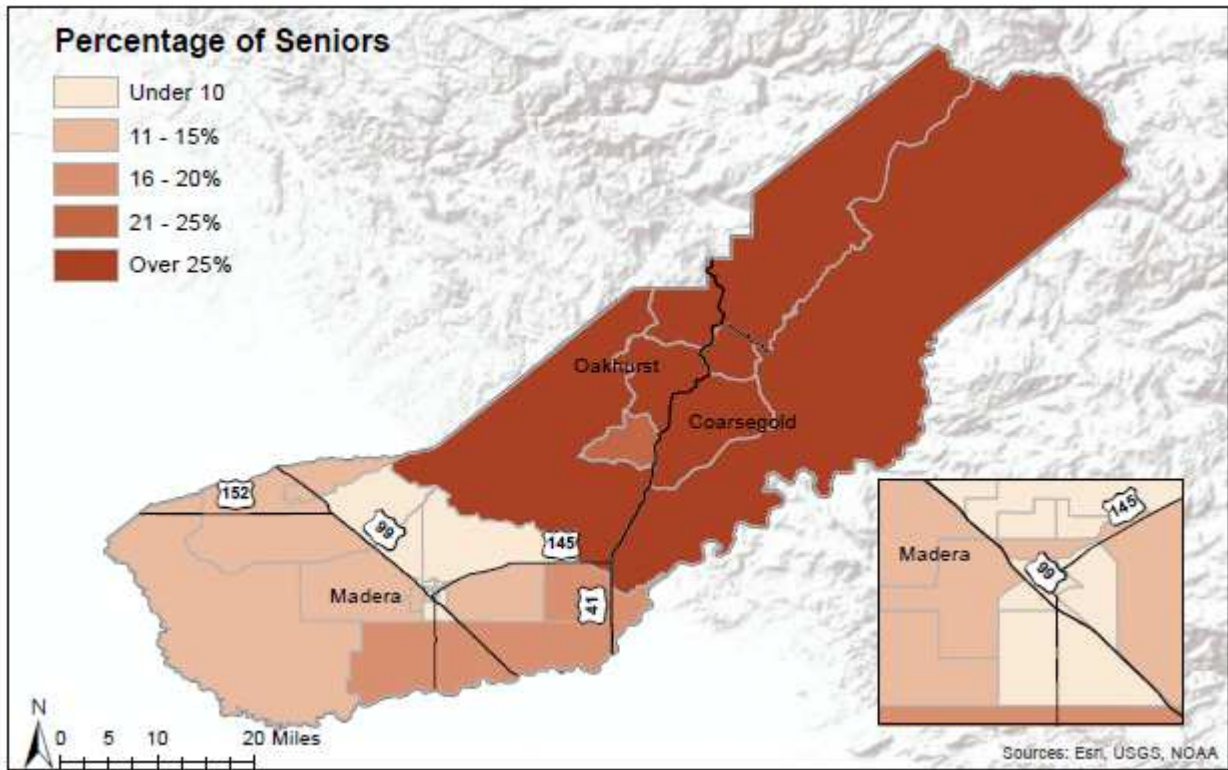 Percentage of Seniors
Under 10
11 - 15%
16 - 20%
21 - 25%
Over 25%
Oakhurst
Coarsegold
152
99
145
Madera
41
145
Madera
99
N
0 5 10 20 Miles
Sources: Esri, USGS, NOAA